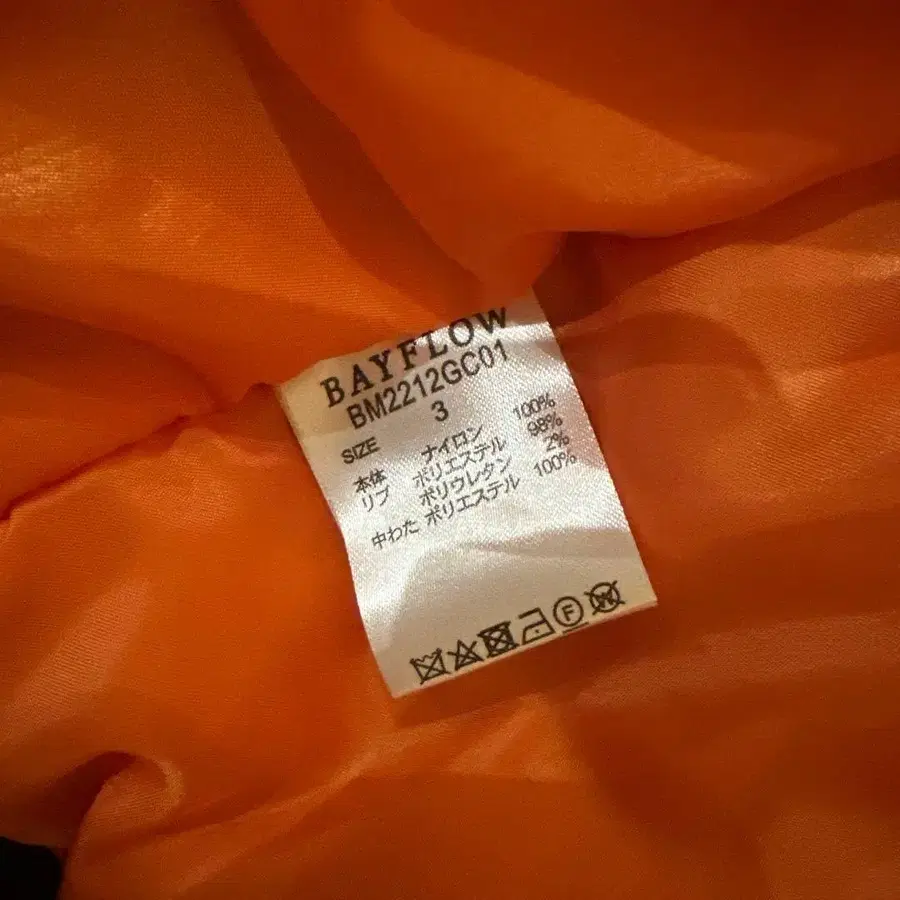 BAYFLOW
BM2212GC01
SIZE 3
本体 ナイロン 100%
リブ ポリエステル 98%
ポリウレタン 2%
中わた ポリエステル 100%
F
W